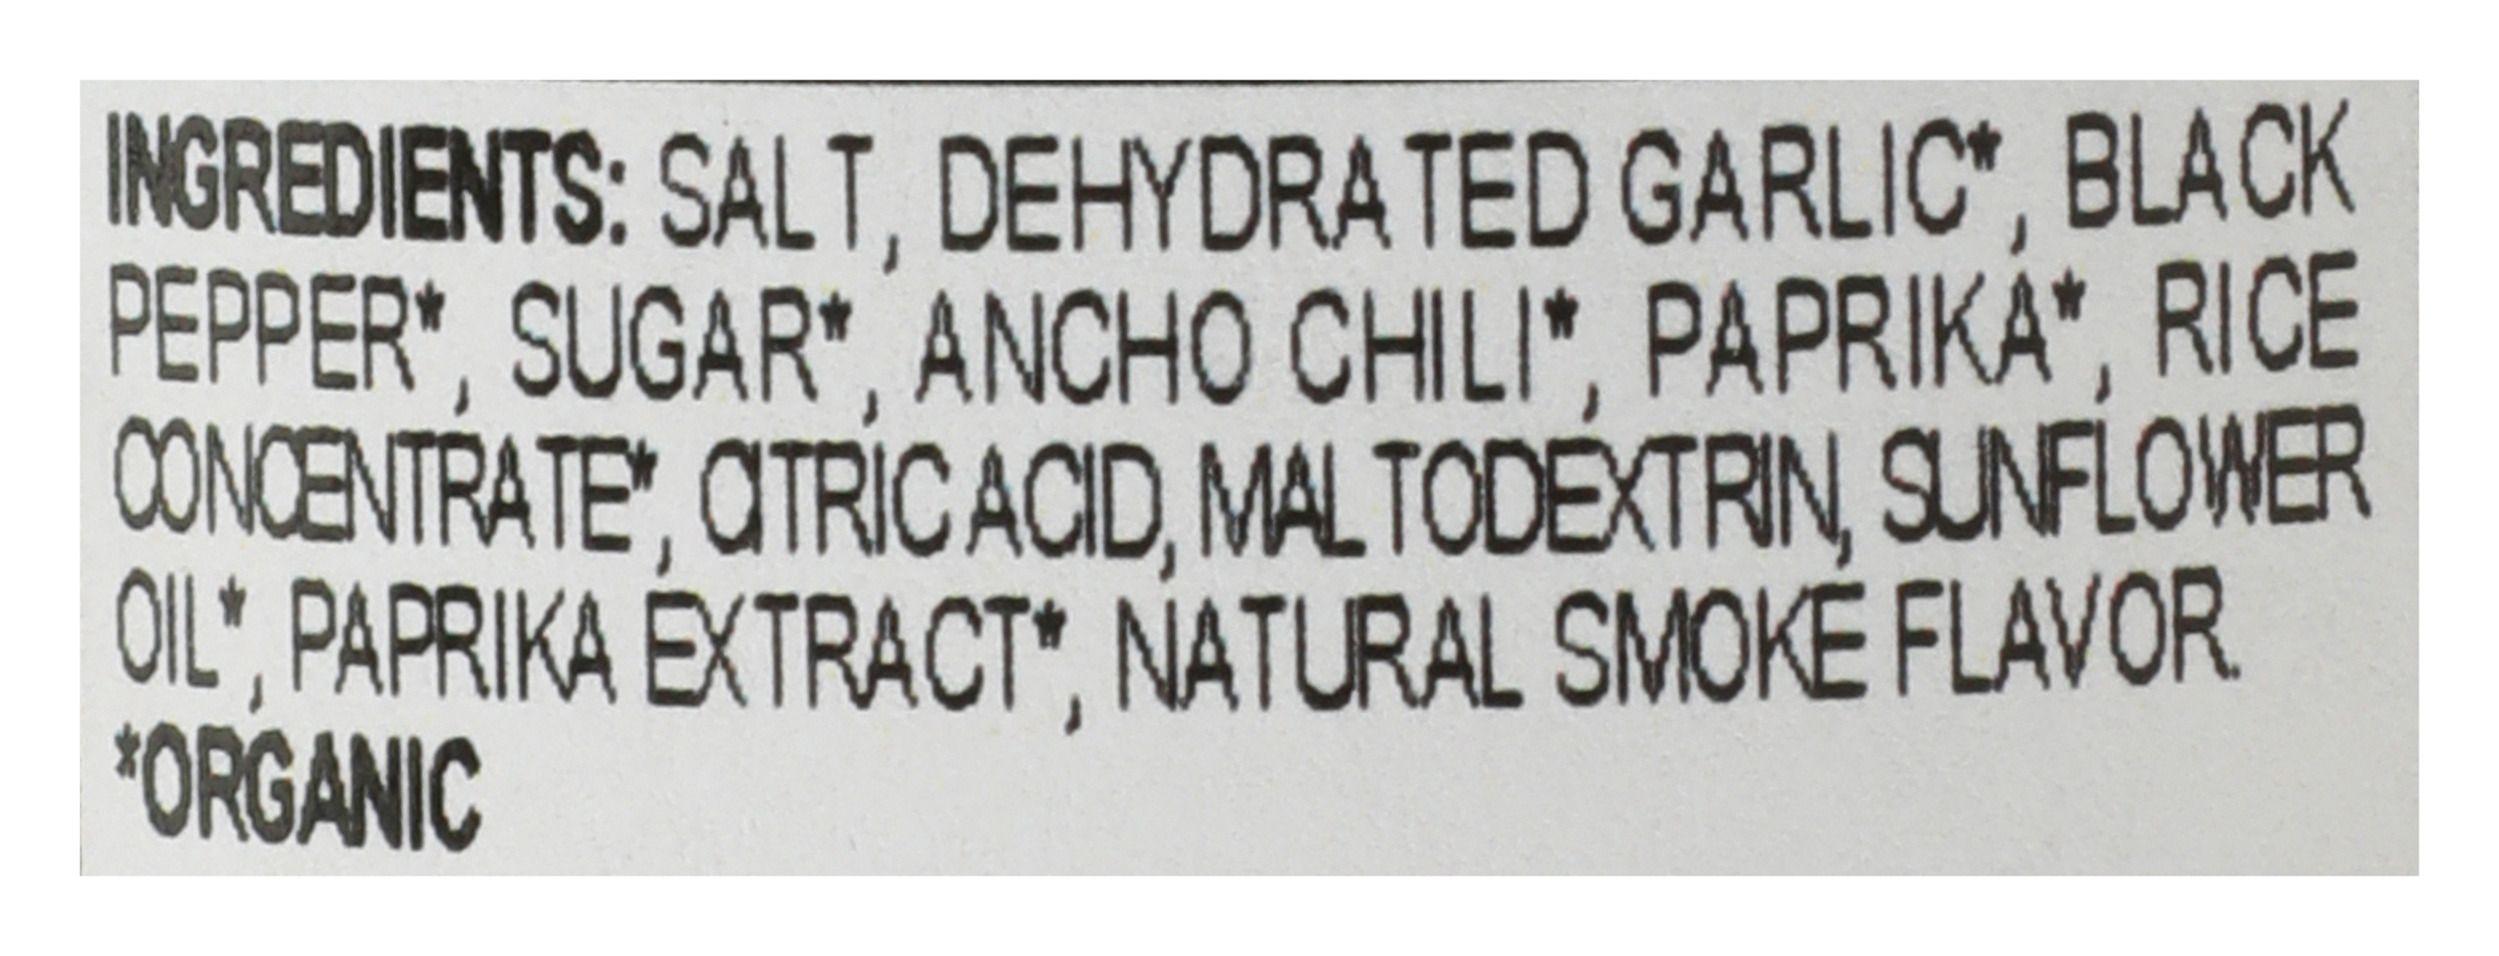 INGREDIENTS: SALT, DEHYDRATED GARLIC*, BLACK
PEPPER*, SUGAR*, ANCHO CHILI*, PAPRIKA*, RICE
CONCENTRATE*, CITRIC ACID, MALTODEXTRIN, SUNFLOWER
OIL*, PAPRIKA EXTRACT*, NATURAL SMOKE FLAVOR.
*ORGANIC